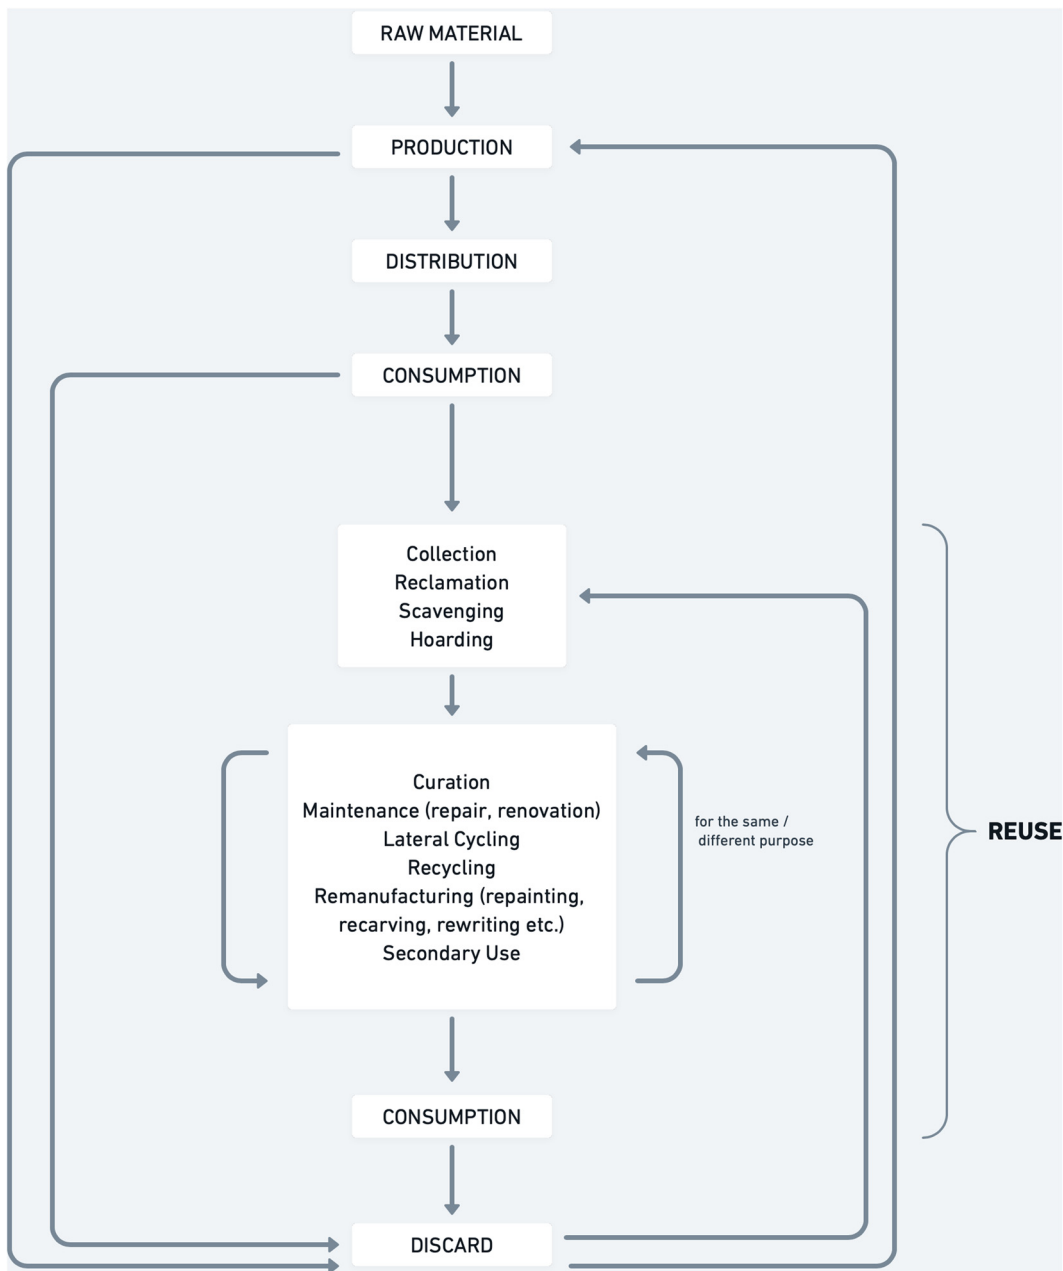 RAW MATERIAL
PRODUCTION
DISTRIBUTION
CONSUMPTION
Collection
Reclamation
Scavenging
Hoarding
Curation
Maintenance (repair, renovation)
Lateral Cycling
Recycling
Remanufacturing (repainting,
recarving, rewriting etc.)
Secondary Use
for the same /
different purpose
REUSE
CONSUMPTION
DISCARD